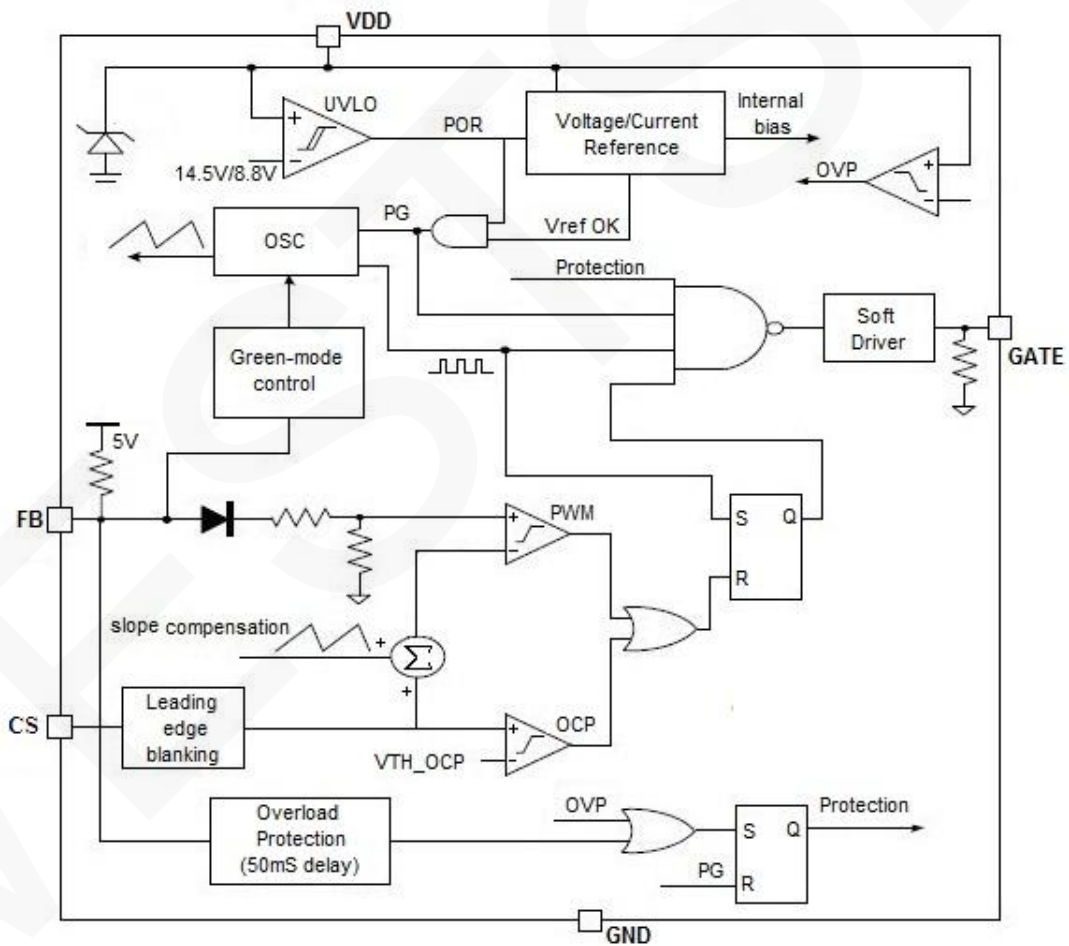 VDD
UVLO
14.5V/8.8V
POR
Voltage/Current
Reference
Internal
bias
OVP
OSC
PG
Vref OK
Protection
Green-mode
control
Soft
Driver
GATE
5V
FB
PWM
S
Q
R
slope compensation
Σ
CS
Leading
edge
blanking
OCP
VTH_OCP
Overload
Protection
(50mS delay)
OVP
PG
S
Q
R
Protection
GND